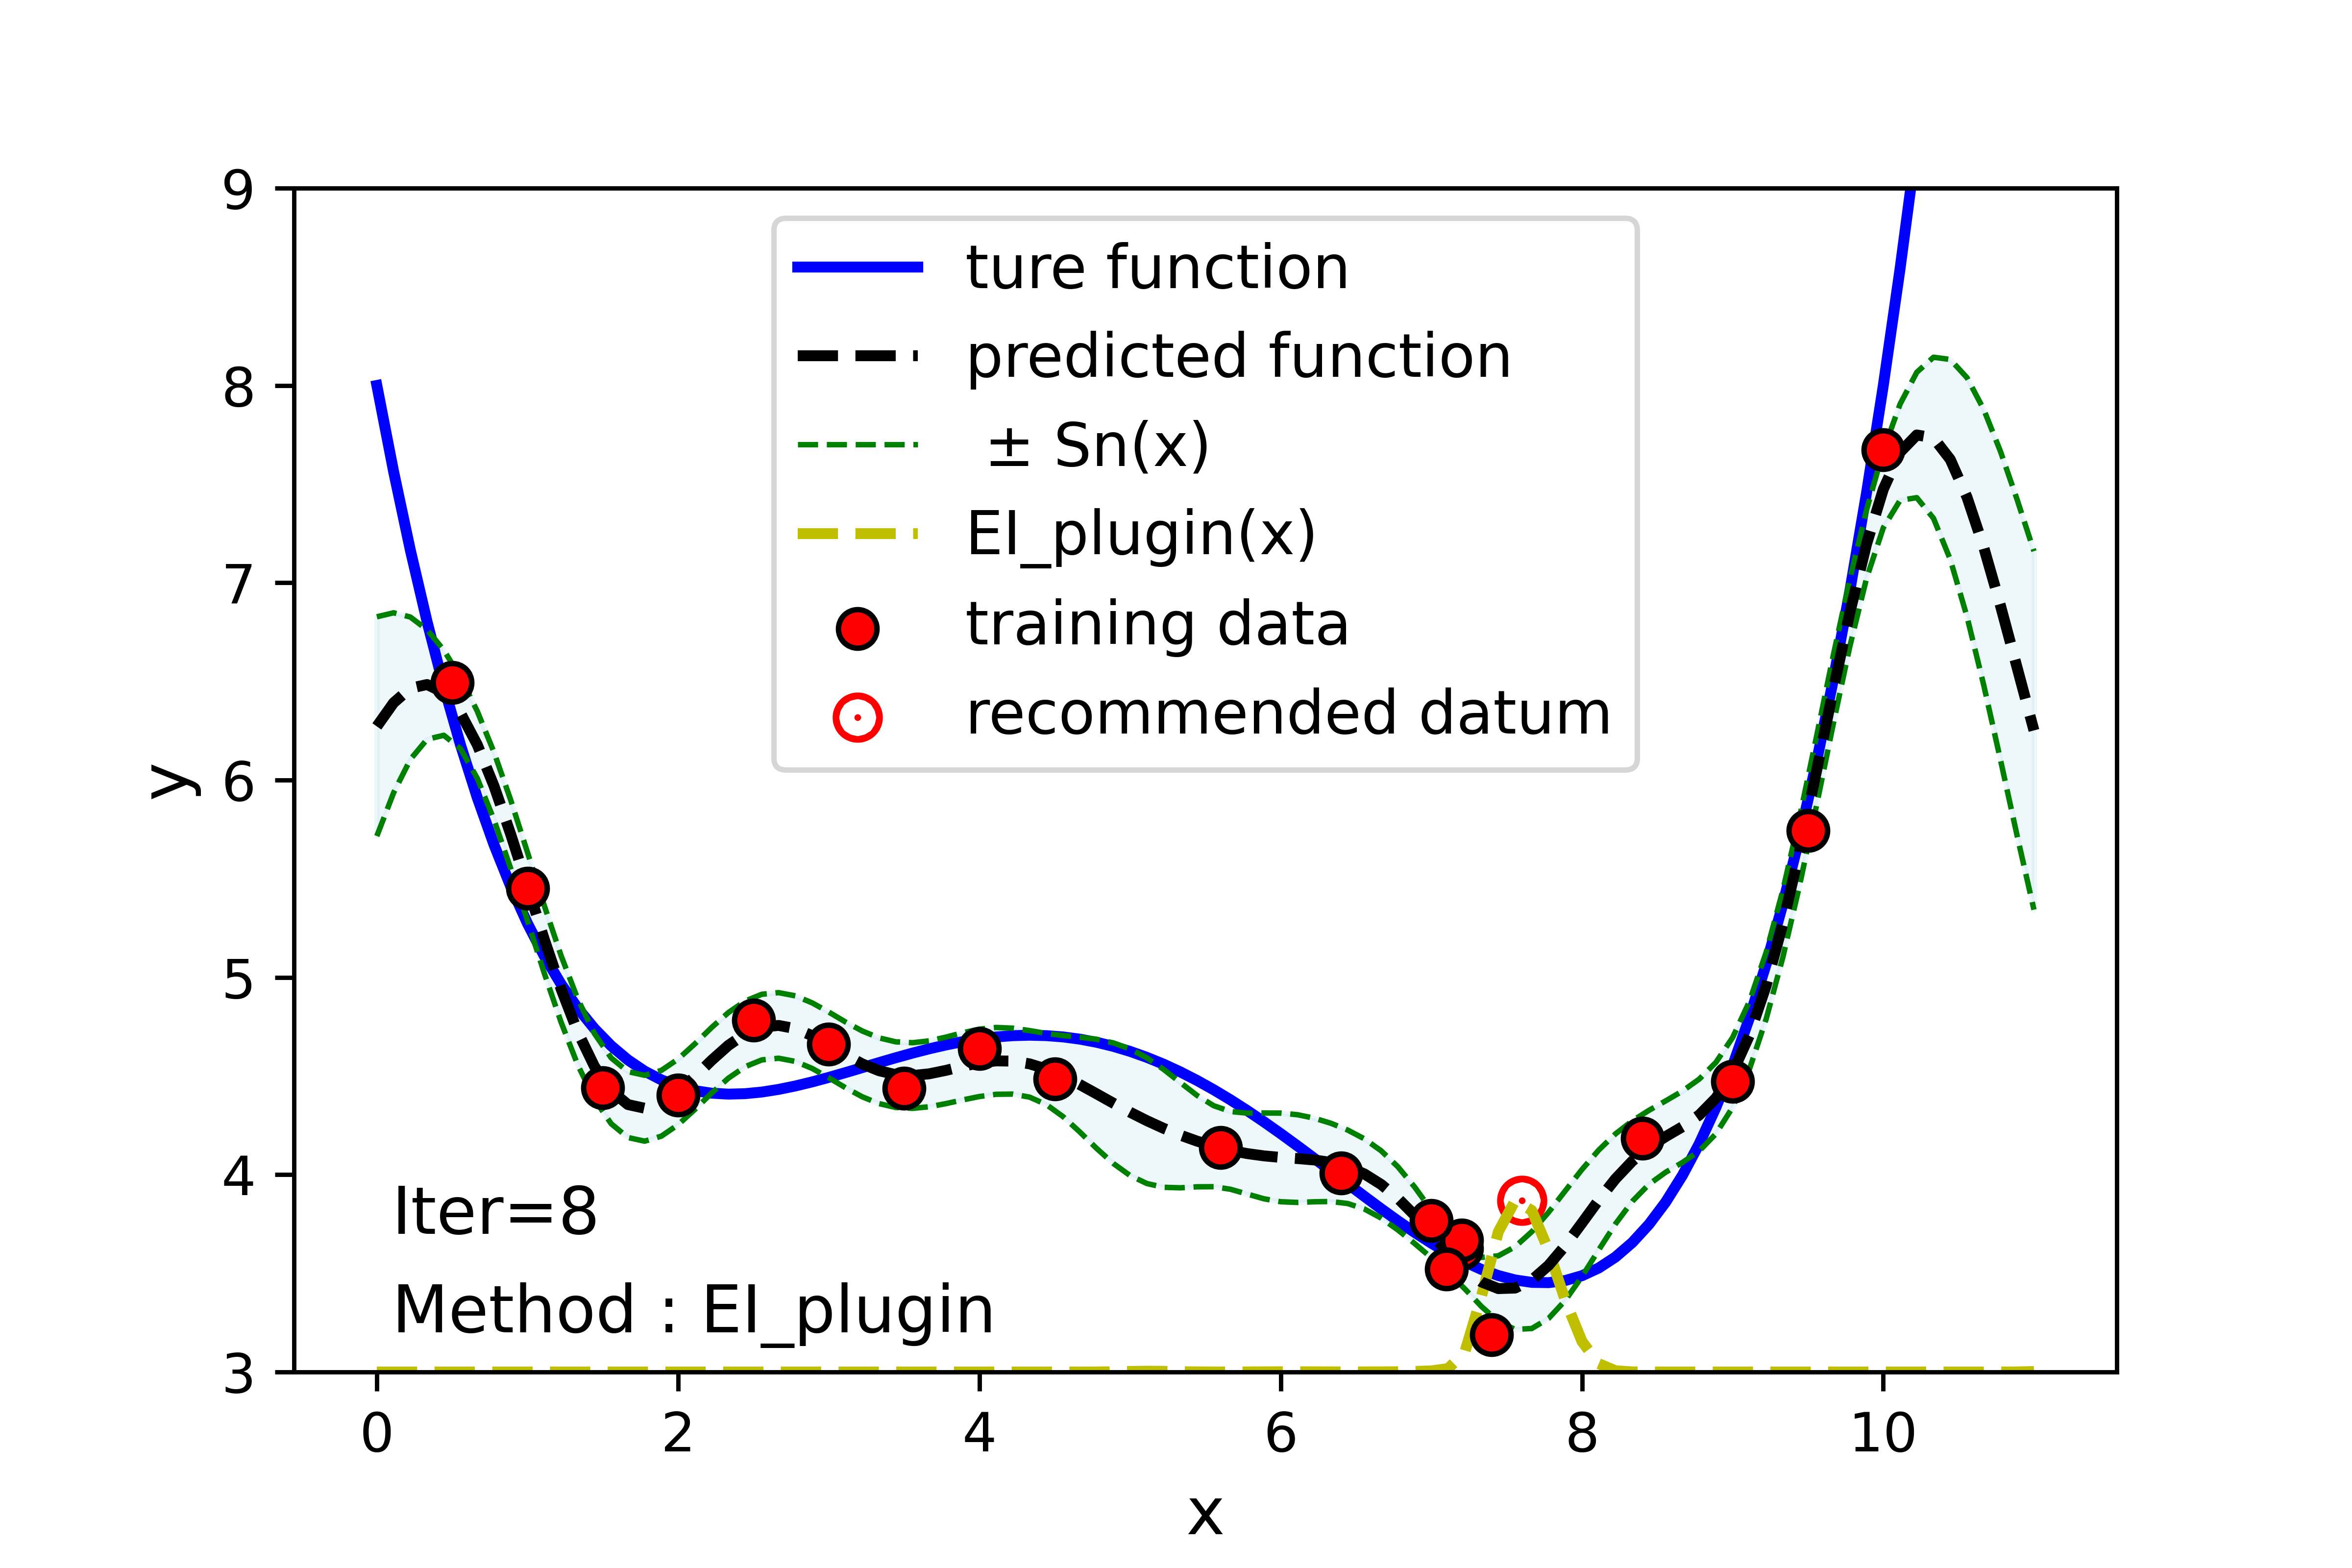 9
8
7
6
5
4
3
y
ture function
predicted function
± Sn(x)
EI_plugin(x)
training data
recommended datum
Iter=8
Method : EI_plugin
0 2 4 6 8 10
x